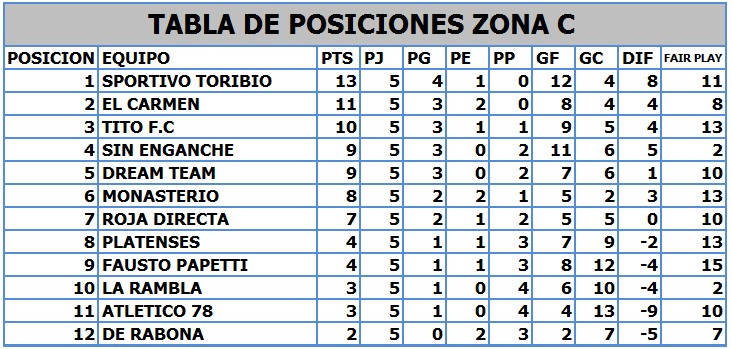 TABLA DE POSICIONES ZONA C
POSICION EQUIPO PTS PJ PG PE PP GF GC DIF FAIR PLAY
1 SPORTIVO TORIBIO 13 5 4 1 0 12 4 8 11
2 EL CARMEN 11 5 3 2 0 8 4 4 8
3 TITO F.C 10 5 3 1 1 9 5 4 13
4 SIN ENGANCHE 9 5 3 0 2 11 6 5 2
5 DREAM TEAM 9 5 3 0 2 7 6 1 10
6 MONASTERIO 8 5 2 2 1 5 2 3 13
7 ROJA DIRECTA 7 5 2 1 2 5 5 0 10
8 PLATENSES 4 5 1 1 3 7 9 -2 13
9 FAUSTO PAPETTI 4 5 1 1 3 8 12 -4 15
10 LA RAMBLA 3 5 1 0 4 6 10 -4 2
11 ATLETICO 78 3 5 1 0 4 4 13 -9 10
12 DE RABONA 2 5 0 2 3 2 7 -5 7